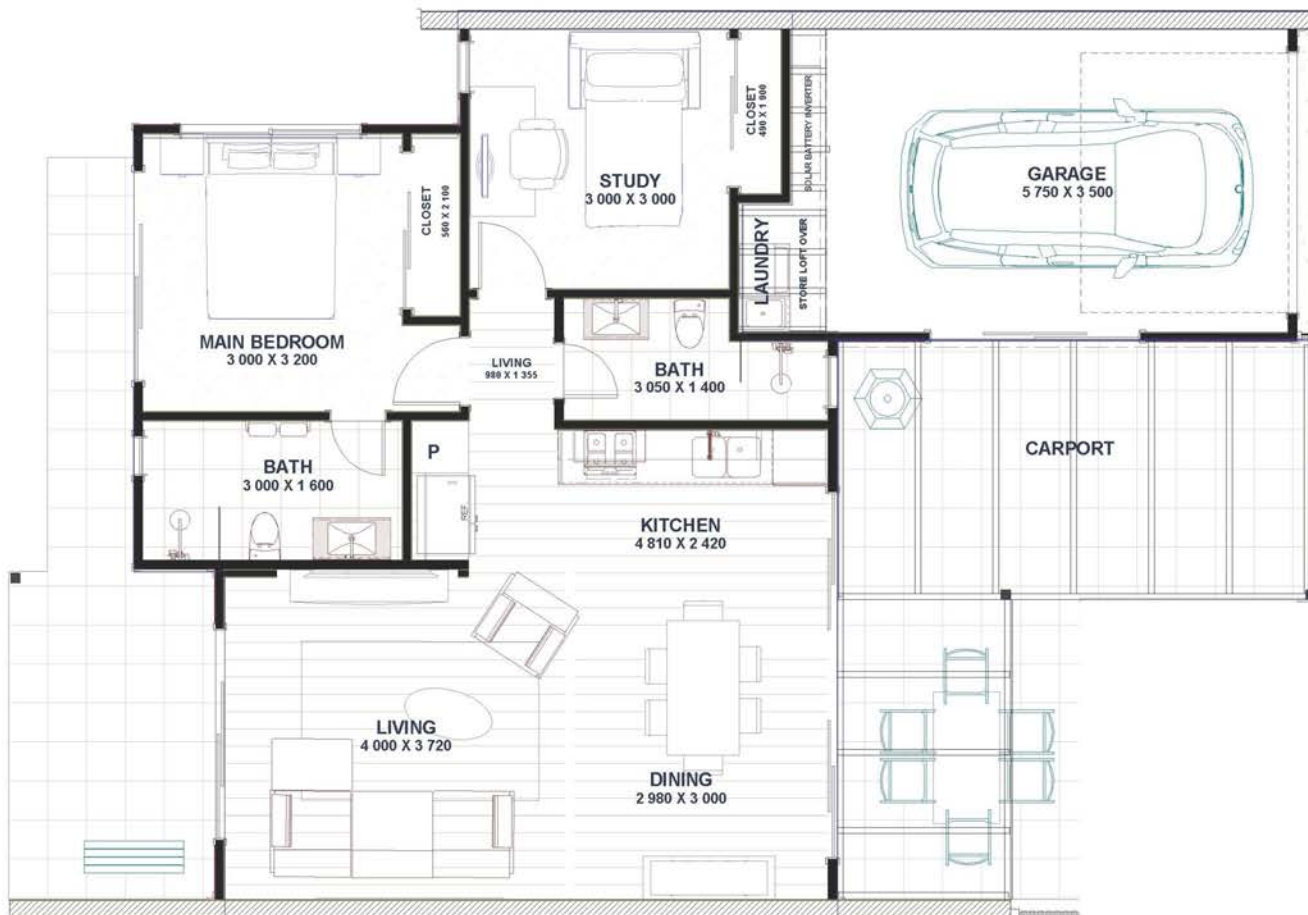 STUDY
3 000 X 3 000
CLOSET
490 X 1 900
SOLAR BATTERY INVERTER
GARAGE
5 750 X 3 500
CLOSET
560 X 2 100
LAUNDRY
STORE LOFT OVER
MAIN BEDROOM
3 000 X 3 200
LIVING
980 X 1 355
BATH
3 050 X 1 400
CARPORT
P
BATH
3 000 X 1 600
REF
KITCHEN
4 810 X 2 420
LIVING
4 000 X 3 720
DINING
2 980 X 3 000